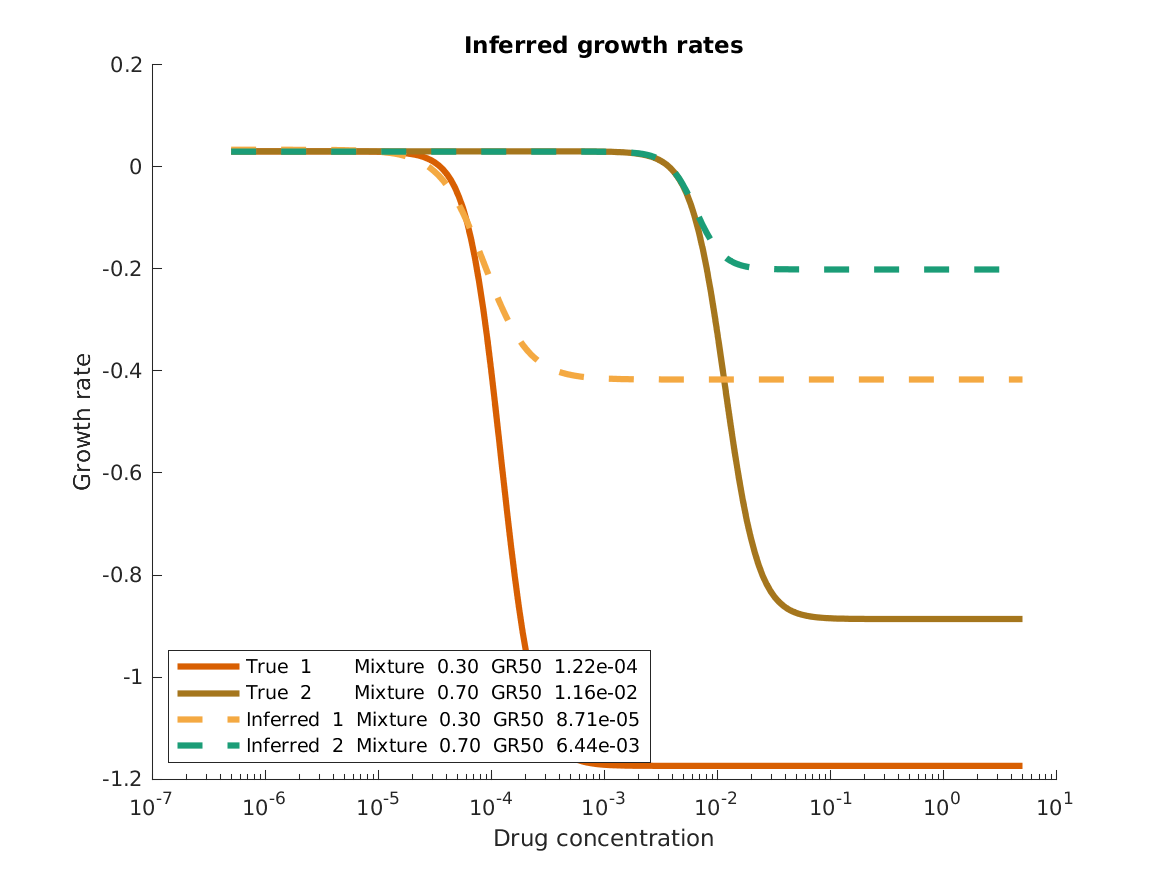 Inferred growth rates
0.2
0
-0.2
-0.4
-0.6
-0.8
-1
-1.2
Growth rate
True 1 Mixture 0.30 GR50 1.22e-04
True 2 Mixture 0.70 GR50 1.16e-02
Inferred 1 Mixture 0.30 GR50 8.71e-05
Inferred 2 Mixture 0.70 GR50 6.44e-03
10^-7 10^-6 10^-5 10^-4 10^-3 10^-2 10^-1 10^0 10^1
Drug concentration